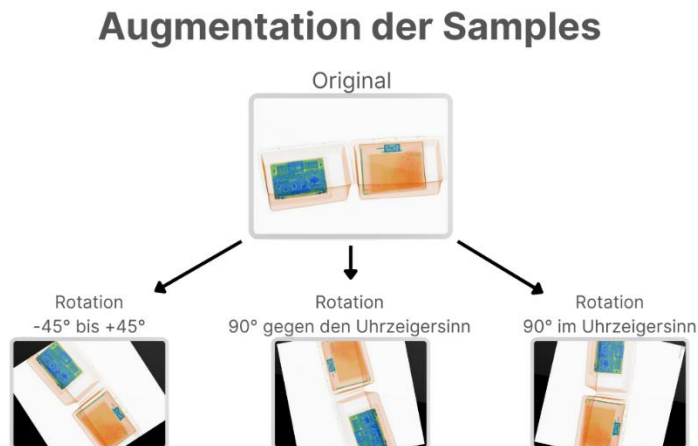 Augmentation der Samples
Original
Rotation
-45° bis +45°
Rotation
90° gegen den Uhrzeigersinn
Rotation
90° im Uhrzeigersinn